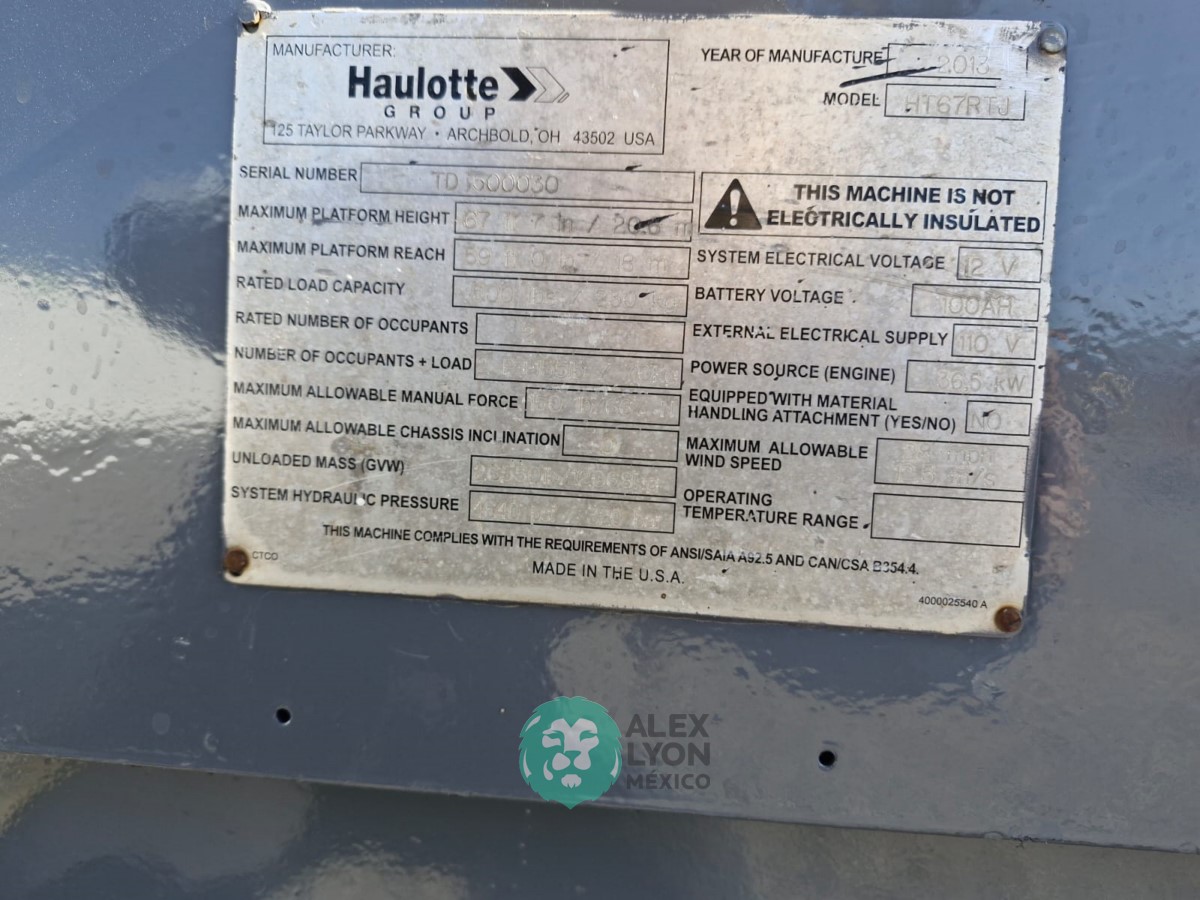 MANUFACTURER:
Haulotte
GROUP
125 TAYLOR PARKWAY • ARCHBOLD, OH 43502 USA
YEAR OF MANUFACTURE 2013
MODEL HT67RTJ
SERIAL NUMBER
MAXIMUM PLATFORM HEIGHT
MAXIMUM PLATFORM REACH
RATED LOAD CAPACITY
RATED NUMBER OF OCCUPANTS
NUMBER OF OCCUPANTS + LOAD
MAXIMUM ALLOWABLE MANUAL FORCE
MAXIMUM ALLOWABLE CHASSIS INCLINATION
UNLOADED MASS (GVW)
SYSTEM HYDRAULIC PRESSURE
THIS MACHINE IS NOT
ELECTRICALLY INSULATED
SYSTEM ELECTRICAL VOLTAGE 12 V
BATTERY VOLTAGE 100AH
EXTERNAL ELECTRICAL SUPPLY 110 V
POWER SOURCE (ENGINE) 36.5 kW
EQUIPPED WITH MATERIAL
HANDLING ATTACHMENT (YES/NO) NO
MAXIMUM ALLOWABLE
WIND SPEED
OPERATING
TEMPERATURE RANGE
THIS MACHINE COMPLIES WITH THE REQUIREMENTS OF ANSI/SAIA A92.5 AND CAN/CSA B354.4.
CTCO
MADE IN THE U.S.A.
4000025540 A
ALEX
LYON
MÉXICO